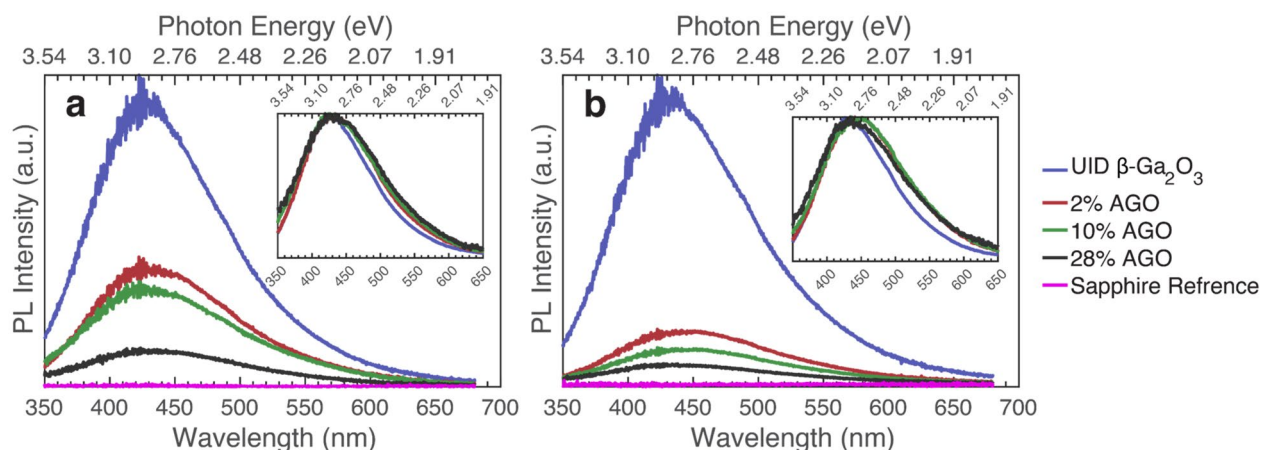 Photon Energy (eV)
3.54 3.10 2.76 2.48 2.26 2.07 1.91
a
3.54 3.10 2.76 2.48 2.26 2.07 1.91
350 400 450 500 550 600 650
PL Intensity (a.u.)
350 400 450 500 550 600 650 700
Wavelength (nm)
Photon Energy (eV)
3.54 3.10 2.76 2.48 2.26 2.07 1.91
b
3.54 3.10 2.76 2.48 2.26 2.07 1.91
400 450 500 550 600 650
PL Intensity (a.u.)
350 400 450 500 550 600 650 700
Wavelength (nm)
UID β-Ga₂O₃
2% AGO
10% AGO
28% AGO
Sapphire Refrence